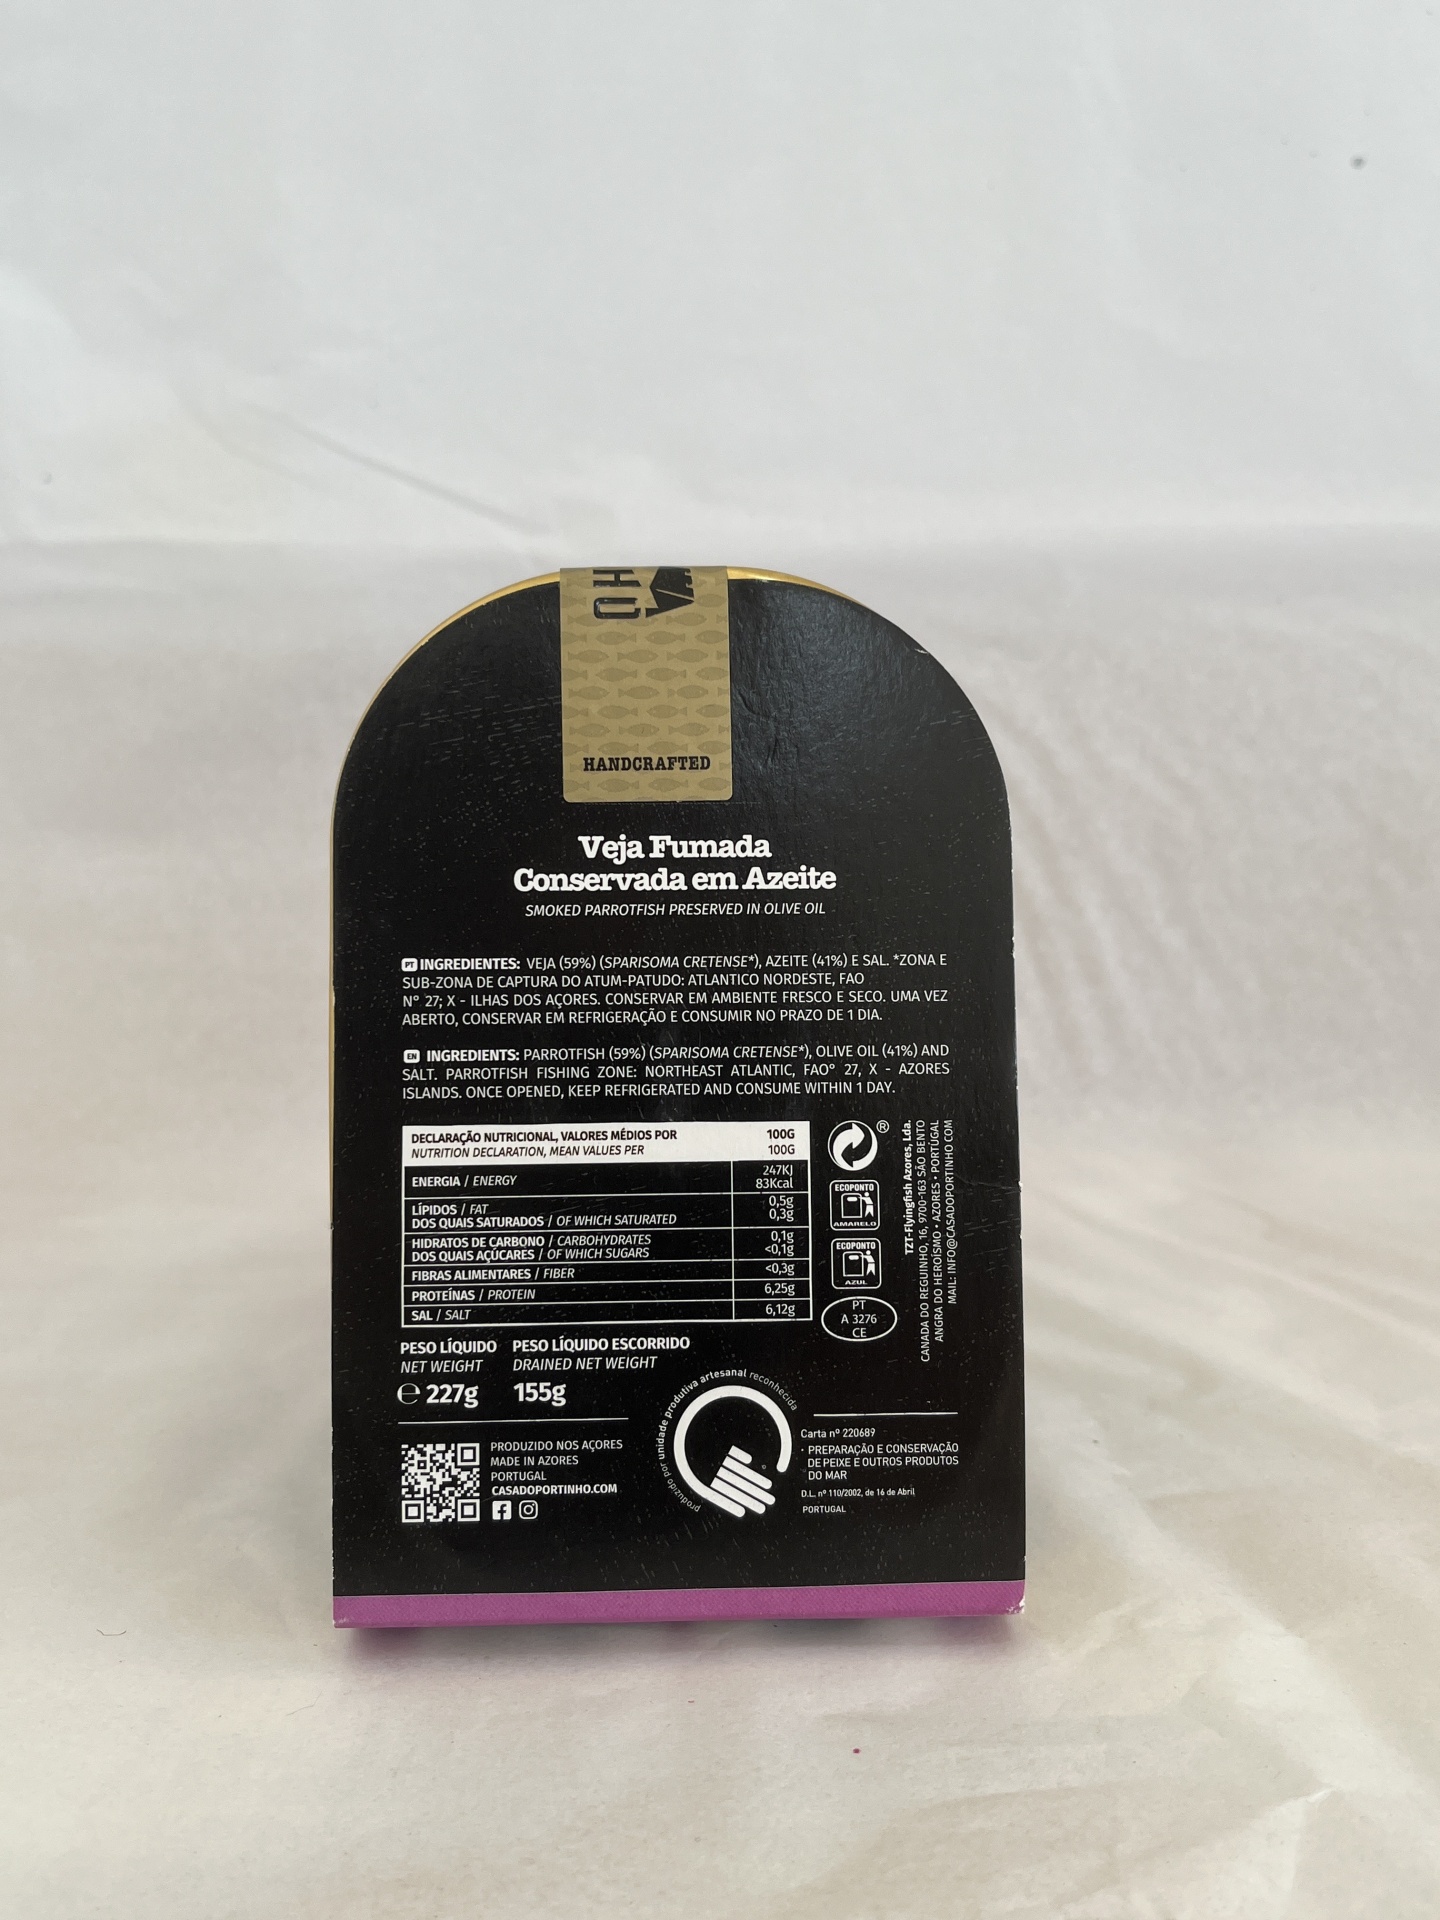 HO
HANDCRAFTED
Veja Fumada
Conservada em Azeite
SMOKED PARROTFISH PRESERVED IN OLIVE OIL
PT INGREDIENTES: VEJA (59%) (SPARISOMA CRETENSE*), AZEITE (41%) E SAL. *ZONA E
SUB-ZONA DE CAPTURA DO ATUM-PATUDO: ATLANTICO NORDESTE, FAO
Nº 27; X - ILHAS DOS AÇORES. CONSERVAR EM AMBIENTE FRESCO E SECO. UMA VEZ
ABERTO, CONSERVAR EM REFRIGERAÇÃO E CONSUMIR NO PRAZO DE 1 DIA.
EN INGREDIENTS: PARROTFISH (59%) (SPARISOMA CRETENSE*), OLIVE OIL (41%) AND
SALT. PARROTFISH FISHING ZONE: NORTHEAST ATLANTIC, FAOº 27, X - AZORES
ISLANDS. ONCE OPENED, KEEP REFRIGERATED AND CONSUME WITHIN 1 DAY.
DECLARAÇÃO NUTRICIONAL, VALORES MÉDIOS POR 100G
NUTRITION DECLARATION, MEAN VALUES PER 100G
ENERGIA / ENERGY 247KJ
83Kcal
LÍPIDOS / FAT 0,5g
DOS QUAIS SATURADOS / OF WHICH SATURATED 0,3g
HIDRATOS DE CARBONO / CARBOHYDRATES 0,1g
DOS QUAIS AÇÚCARES / OF WHICH SUGARS <0,1g
FIBRAS ALIMENTARES / FIBER <0,3g
PROTEÍNAS / PROTEIN 6,25g
SAL / SALT 6,12g
®
ECOPONTO
AMARELO
ECOPONTO
AZUL
PT
A 3276
CE
TZT-Flyingfish Azores, Lda.
CANADA DO REGUINHO, 16, 9700-163 SÃO BENTO
ANGRA DO HEROÍSMO • AZORES • PORTUGAL
MAIL: INFO@CASADOPORTINHO.COM
PESO LÍQUIDO PESO LÍQUIDO ESCORRIDO
NET WEIGHT DRAINED NET WEIGHT
℮ 227g 155g
PRODUZIDO NOS AÇORES
MADE IN AZORES
PORTUGAL
CASADOPORTINHO.COM
produzido por unidade produtiva artesanal reconhecida
Carta nº 220689
· PREPARAÇÃO E CONSERVAÇÃO
DE PEIXE E OUTROS PRODUTOS
DO MAR
D.L. nº 110/2002, de 16 de Abril
PORTUGAL